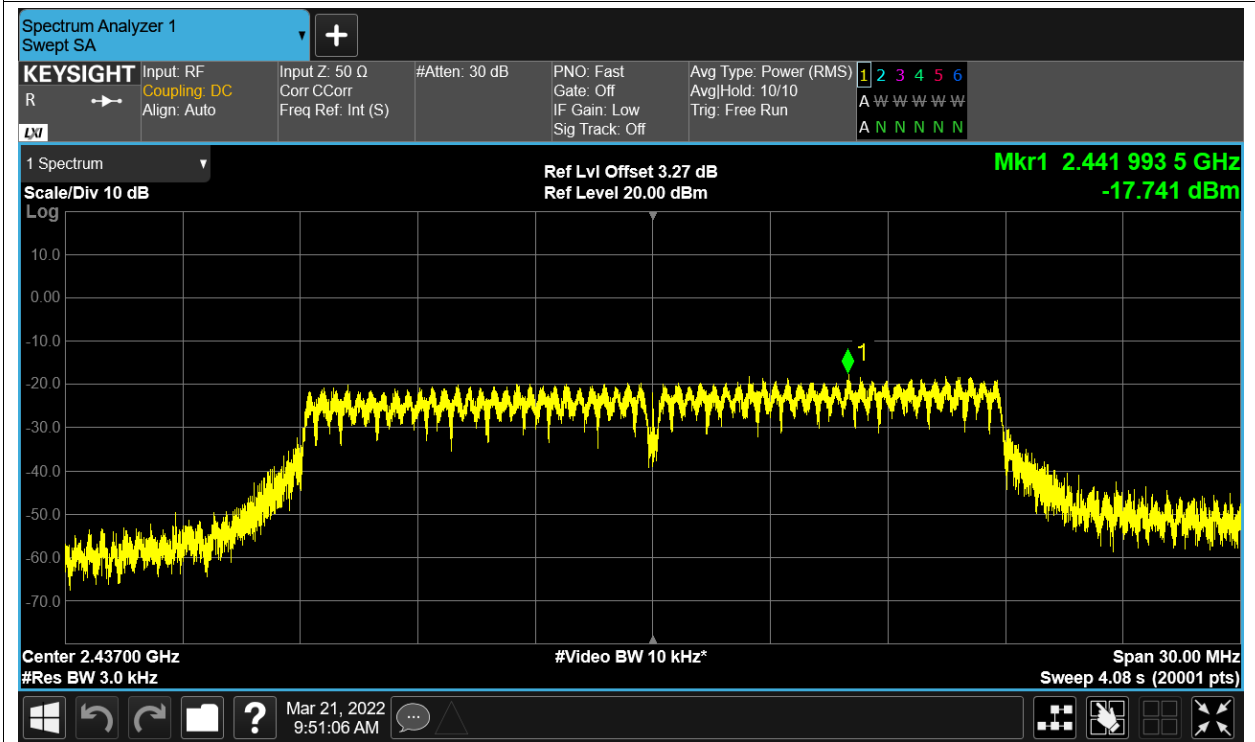 Spectrum Analyzer 1
Swept SA
KEYSIGHT
R
LXI
Input: RF
Coupling: DC
Align: Auto
Input Z: 50 Ω
Corr CCorr
Freq Ref: Int (S)
#Atten: 30 dB
PNO: Fast
Gate: Off
IF Gain: Low
Sig Track: Off
Avg Type: Power (RMS)
Avg|Hold: 10/10
Trig: Free Run
1 2 3 4 5 6
A W W W W W
A N N N N N
1 Spectrum
Scale/Div 10 dB
Ref Lvl Offset 3.27 dB
Ref Level 20.00 dBm
Mkr1 2.441 993 5 GHz
-17.741 dBm
Log
10.0
0.00
-10.0
-20.0
-30.0
-40.0
-50.0
-60.0
-70.0
1
Center 2.43700 GHz
#Res BW 3.0 kHz
#Video BW 10 kHz*
Span 30.00 MHz
Sweep 4.08 s (20001 pts)
?
Mar 21, 2022
9:51:06 AM